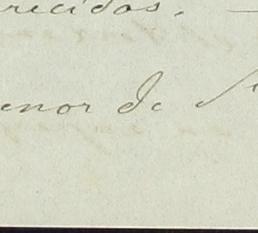 recidos. —
enor de